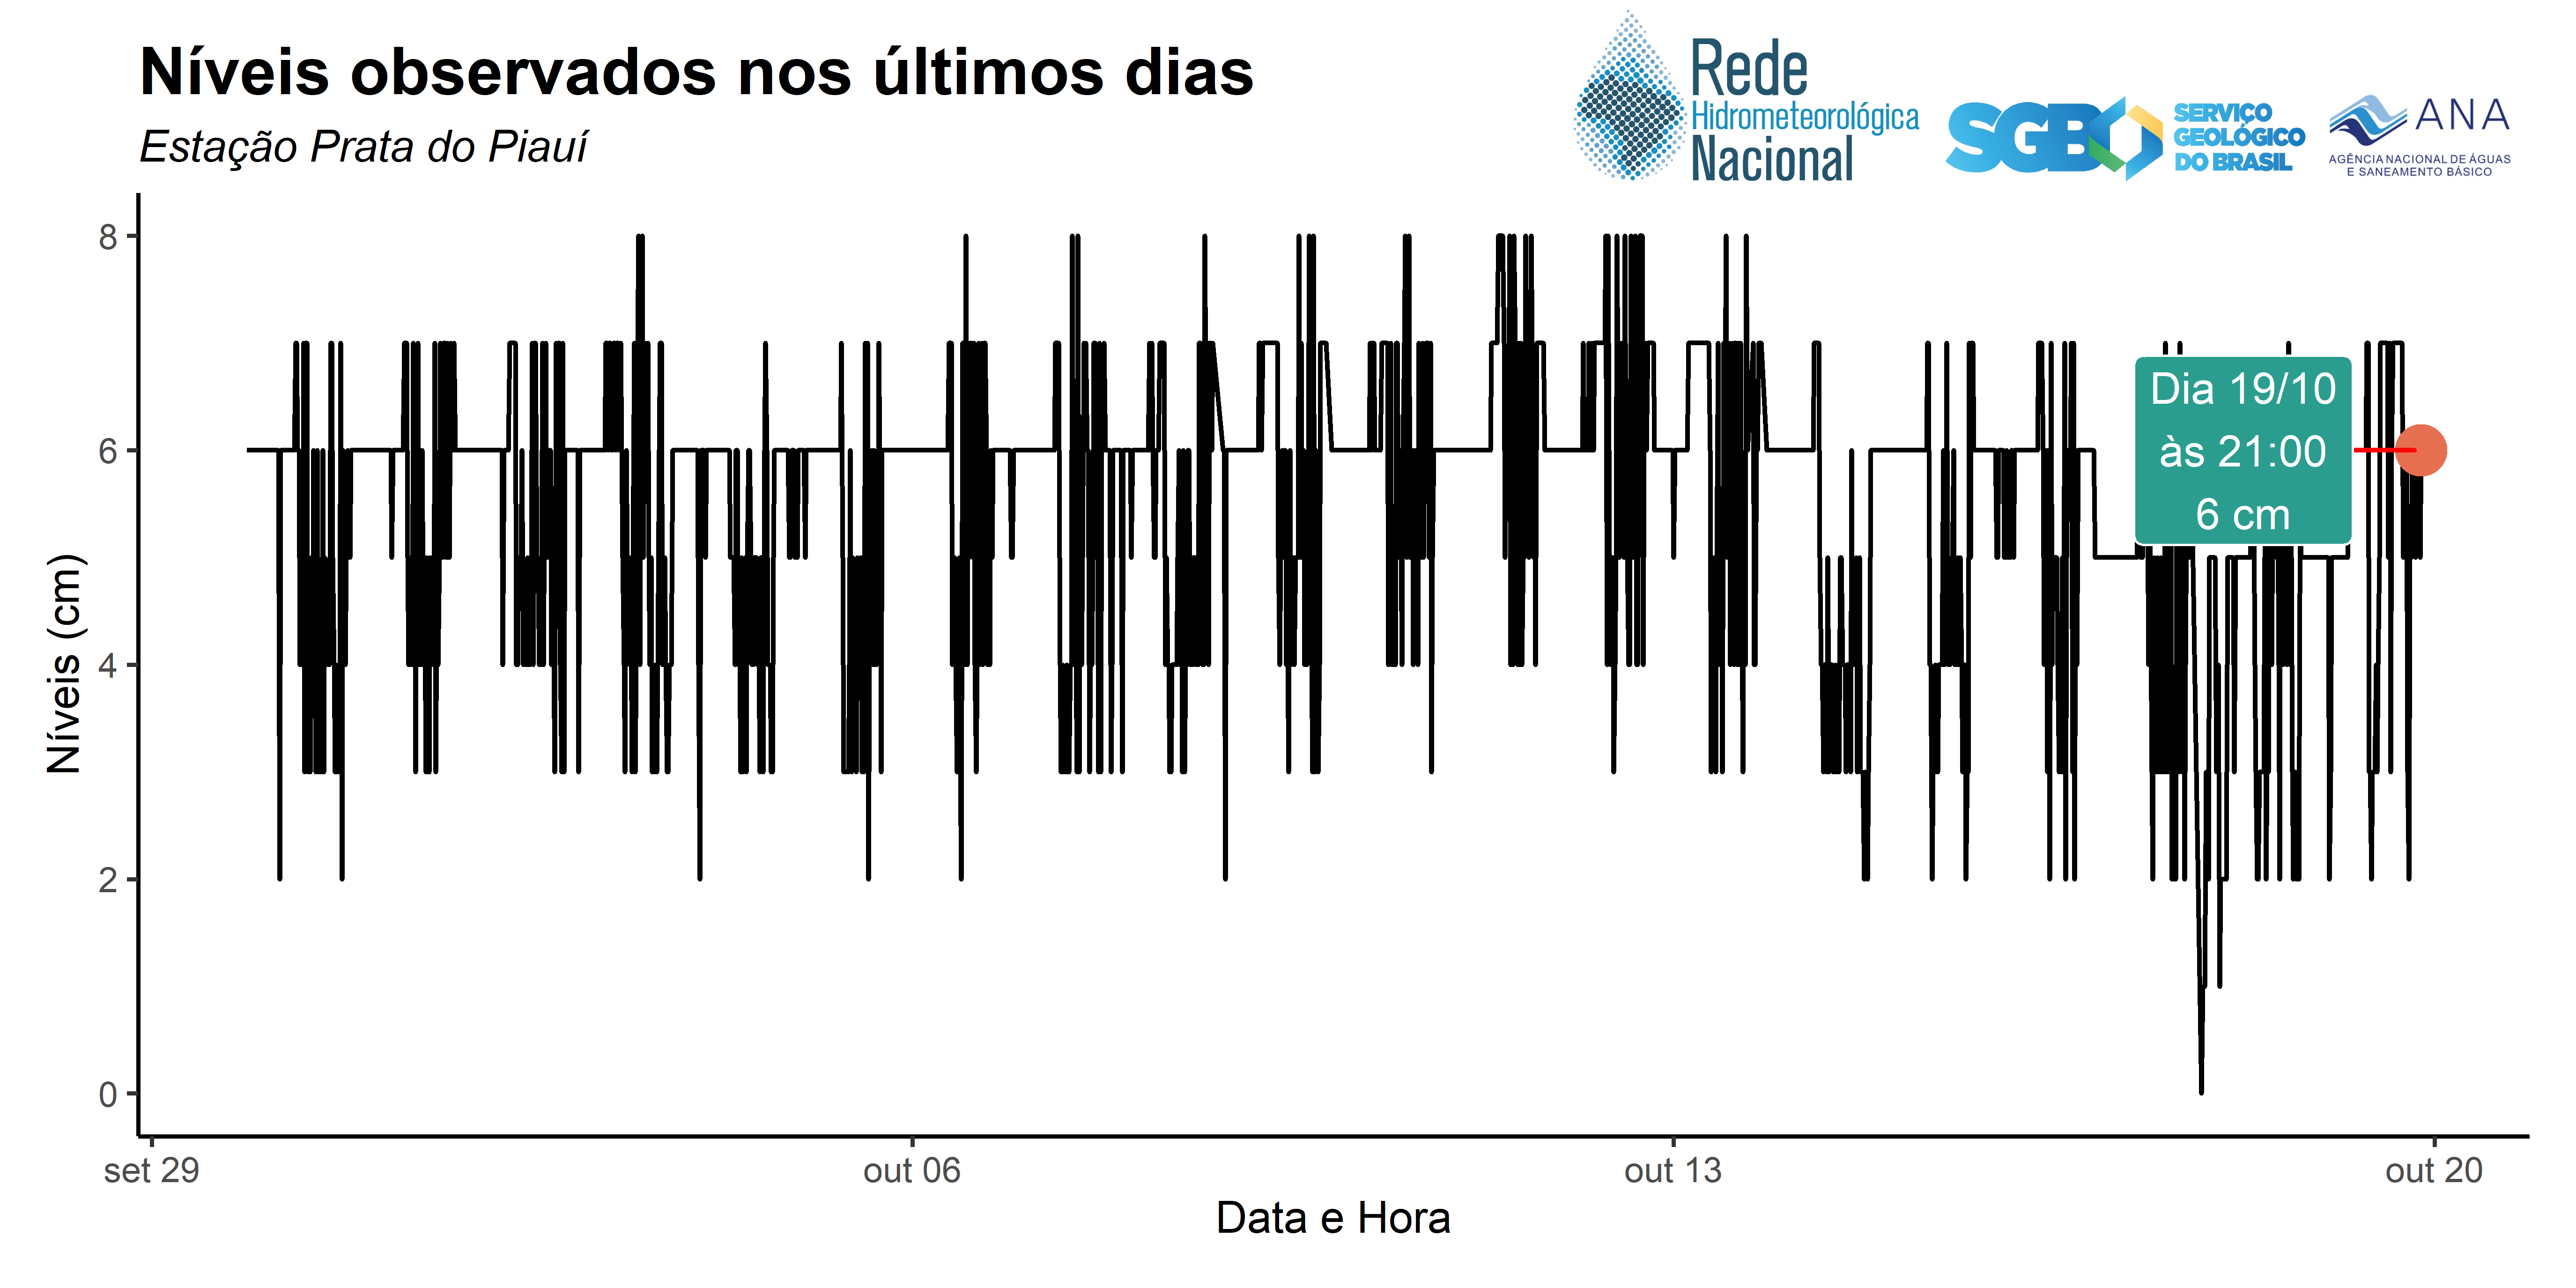 Níveis observados nos últimos dias
Estação Prata do Piauí
Rede
Hidrometeorológica
Nacional
SGB
SERVIÇO
GEOLÓGICO
DO BRASIL
ANA
AGÊNCIA NACIONAL DE ÁGUAS
E SANEAMENTO BÁSICO
8
6
4
2
0
Níveis (cm)
Dia 19/10
às 21:00
6 cm
set 29
out 06
out 13
out 20
Data e Hora